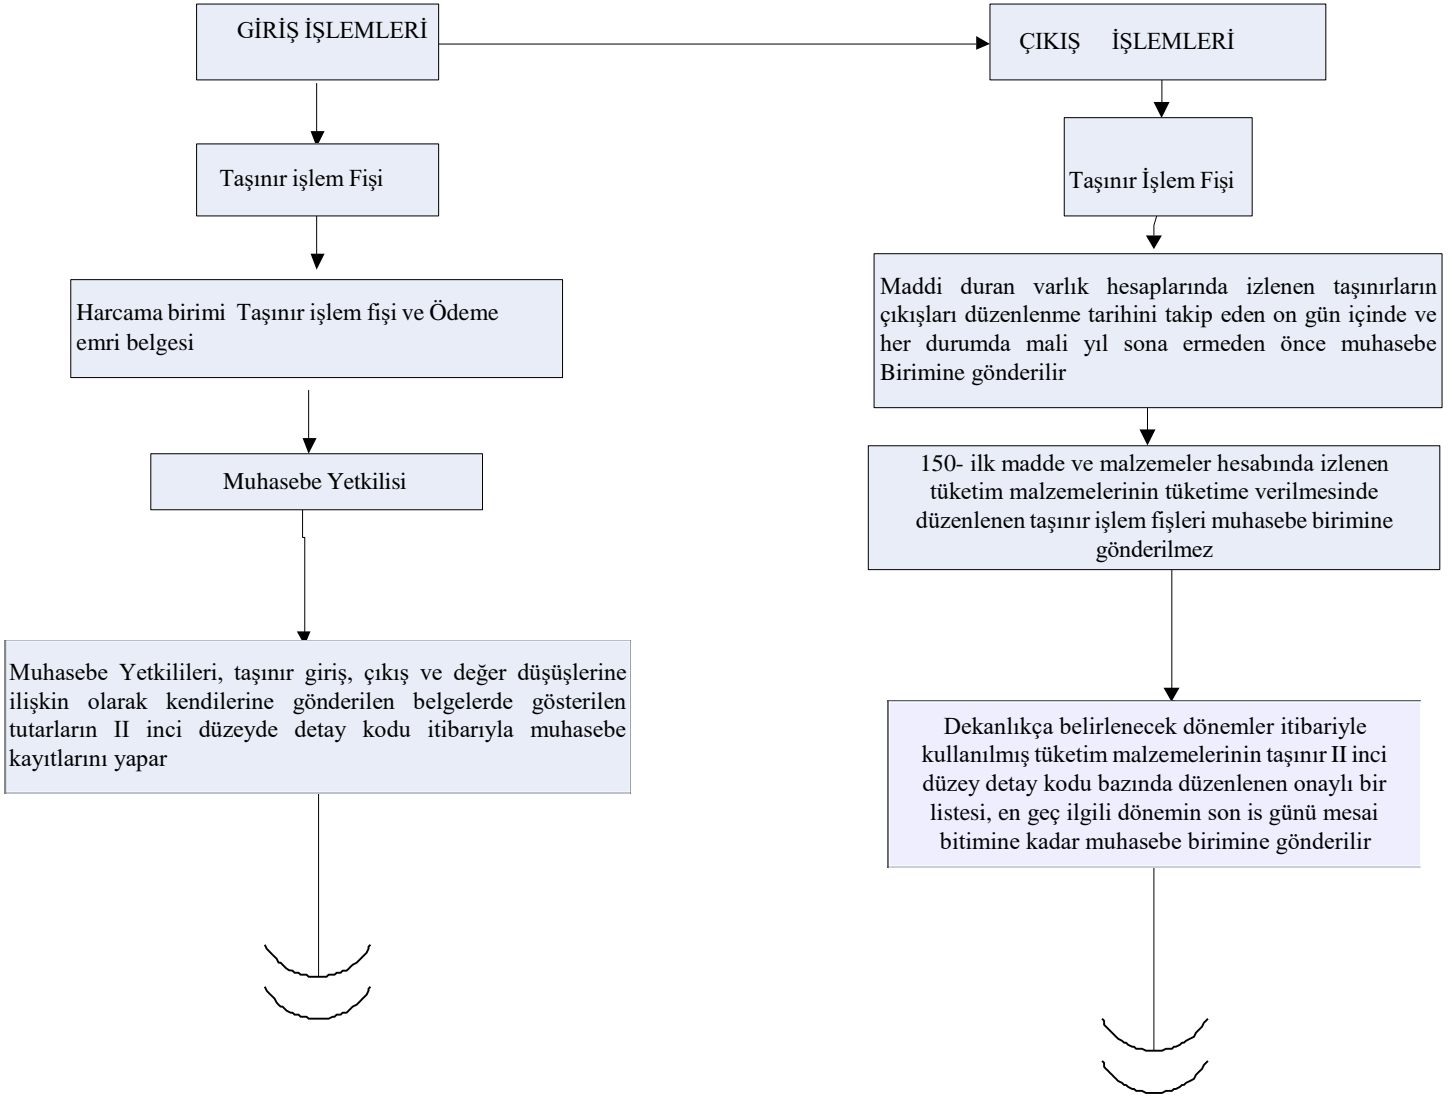 GİRİŞ İŞLEMLERİ
Taşınır işlem Fişi
Harcama birimi Taşınır işlem fişi ve Ödeme
emri belgesi
Muhasebe Yetkilisi
Muhasebe Yetkilileri, taşınır giriş, çıkış ve değer düşüşlerine
ilişkin olarak kendilerine gönderilen belgelerde gösterilen
tutarların II inci düzeyde detay kodu itibarıyla muhasebe
kayıtlarını yapar
ÇIKIŞ İŞLEMLERİ
Taşınır İşlem Fişi
Maddi duran varlık hesaplarında izlenen taşınırların
çıkışları düzenlenme tarihini takip eden on gün içinde ve
her durumda mali yıl sona ermeden önce muhasebe
Birimine gönderilir
150- ilk madde ve malzemeler hesabında izlenen
tüketim malzemelerinin tüketime verilmesinde
düzenlenen taşınır işlem fişleri muhasebe birimine
gönderilmez
Dekanlıkça belirlenecek dönemler itibariyle
kullanılmış tüketim malzemelerinin taşınır II inci
düzey detay kodu bazında düzenlenen onaylı bir
listesi, en geç ilgili dönemin son is günü mesai
bitimine kadar muhasebe birimine gönderilir